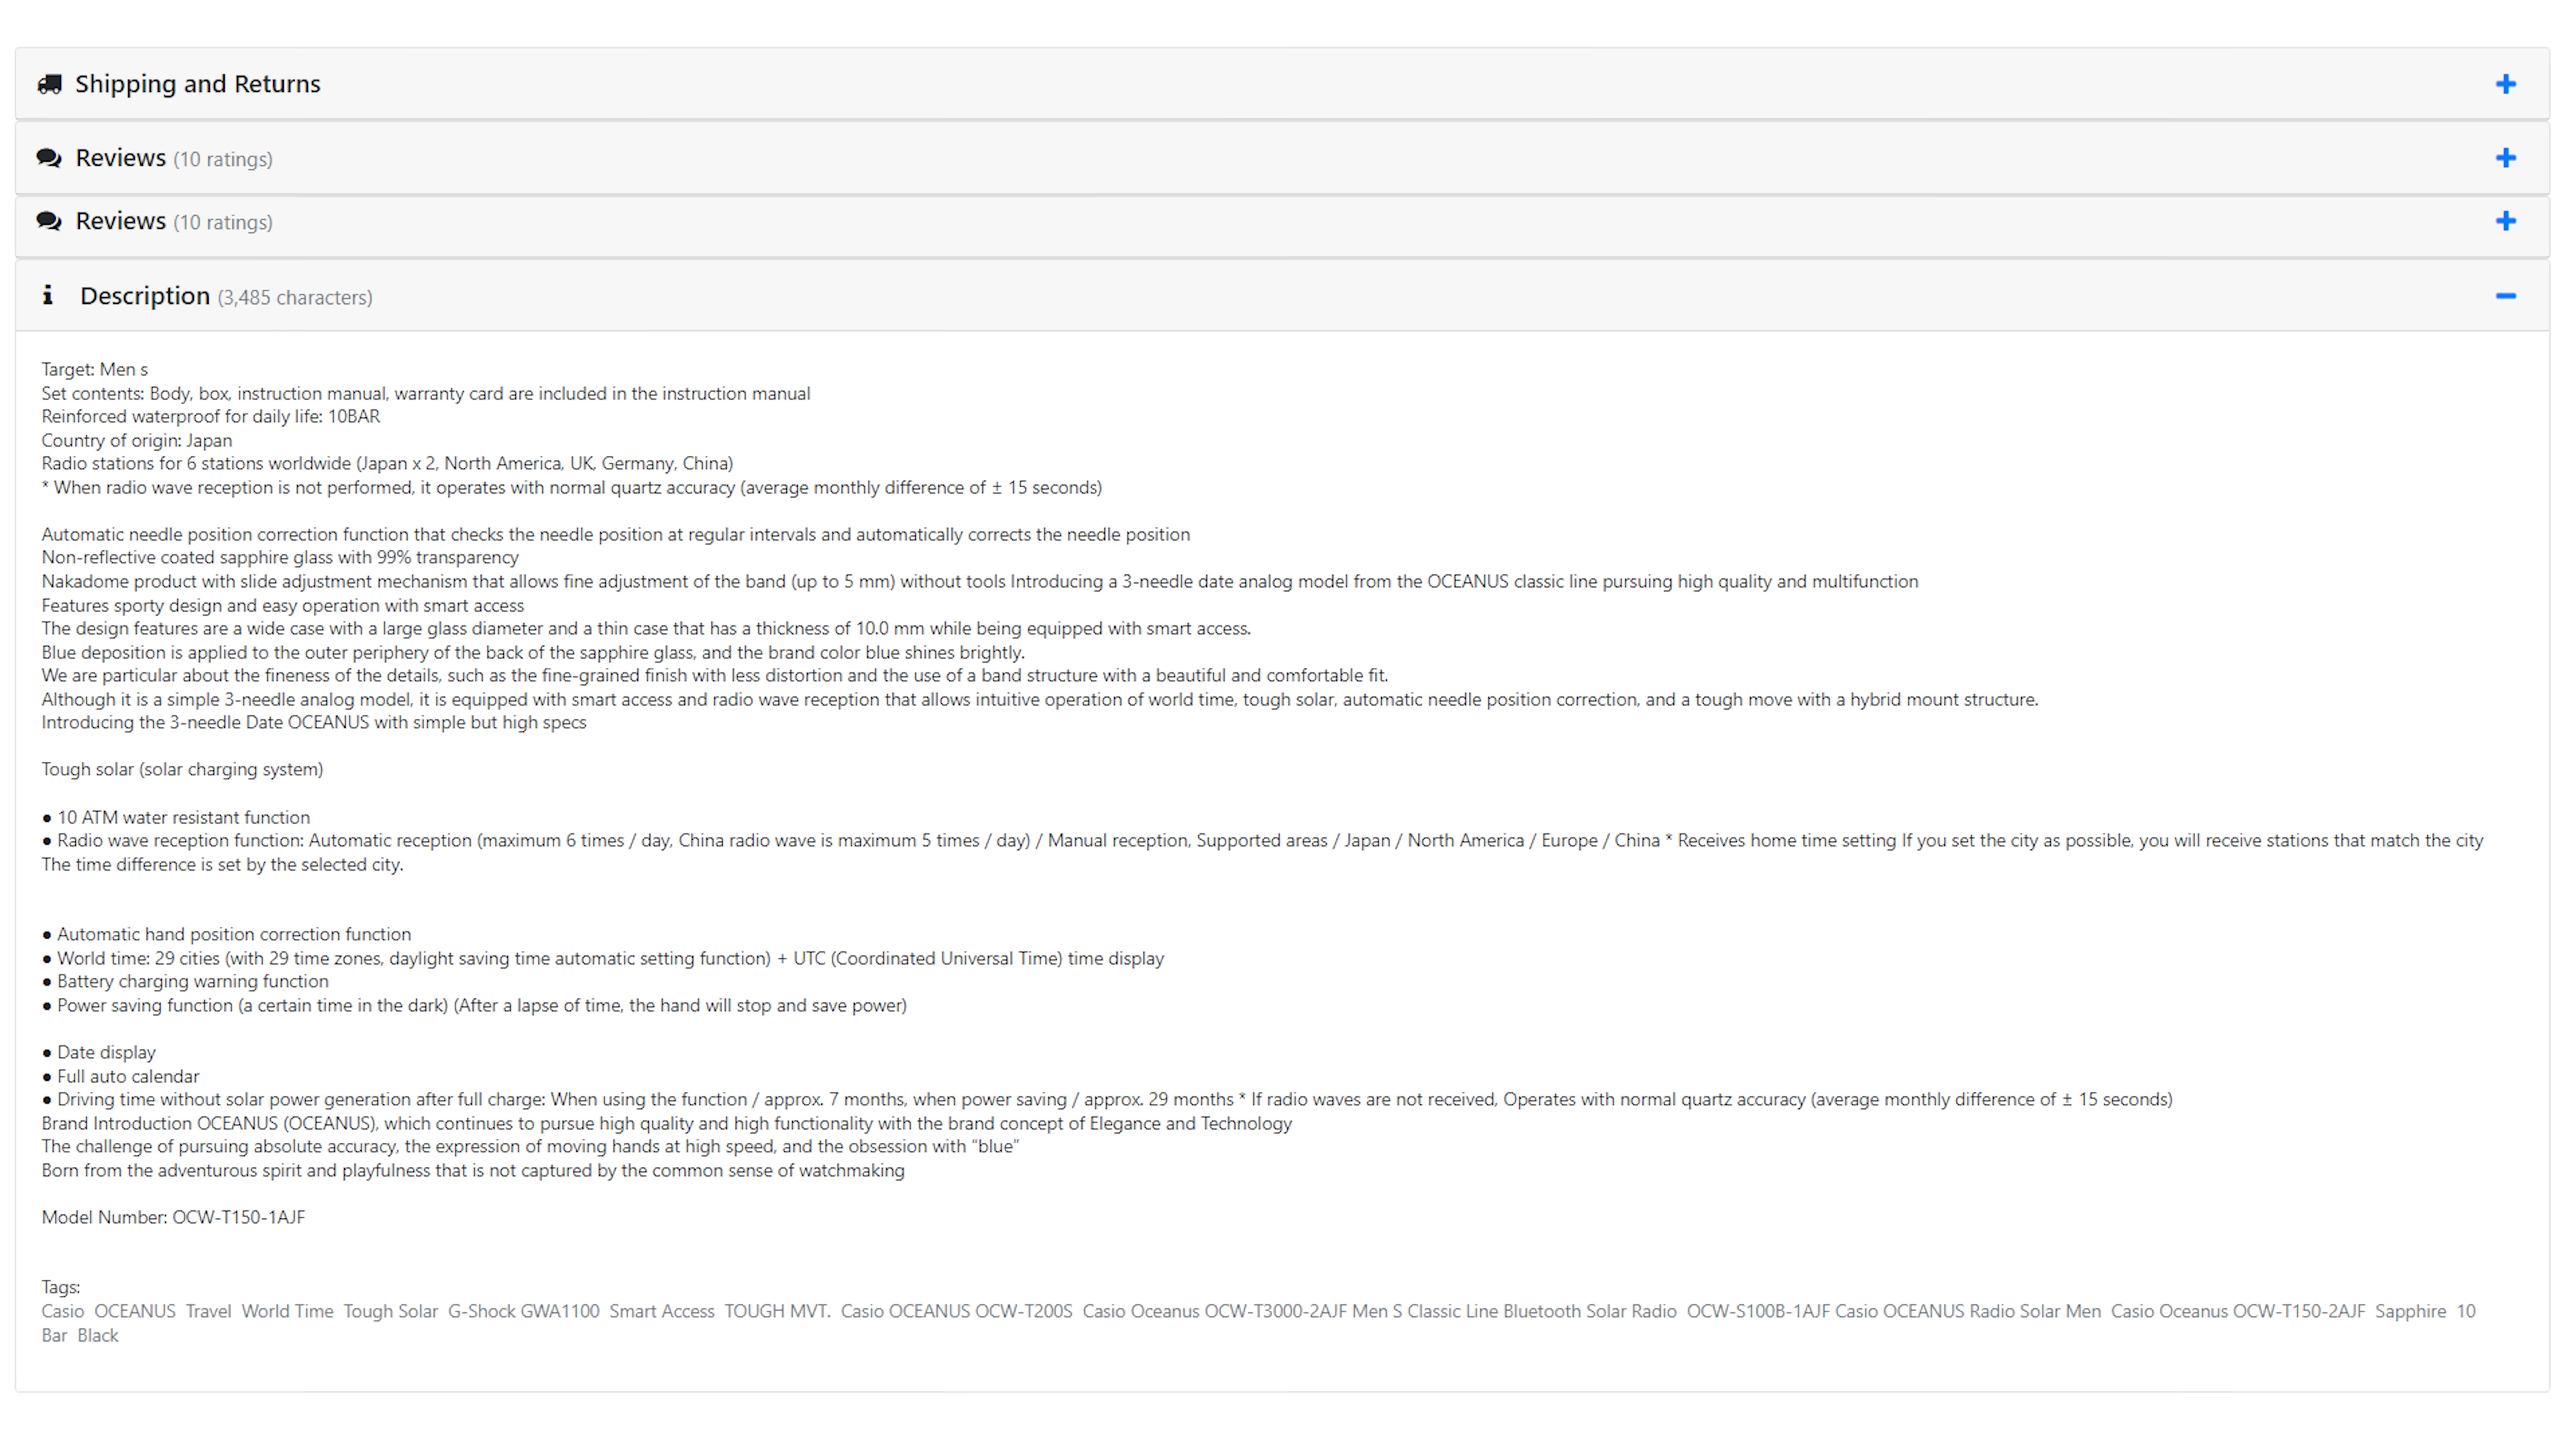 Shipping and Returns
Reviews (10 ratings)
Reviews (10 ratings)
Description (3,485 characters)
Target: Men s
Set contents: Body, box, instruction manual, warranty card are included in the instruction manual
Reinforced waterproof for daily life: 10BAR
Country of origin: Japan
Radio stations for 6 stations worldwide (Japan x 2, North America, UK, Germany, China)
* When radio wave reception is not performed, it operates with normal quartz accuracy (average monthly difference of ± 15 seconds)
Automatic needle position correction function that checks the needle position at regular intervals and automatically corrects the needle position
Non-reflective coated sapphire glass with 99% transparency
Nakadome product with slide adjustment mechanism that allows fine adjustment of the band (up to 5 mm) without tools Introducing a 3-needle date analog model from the OCEANUS classic line pursuing high quality and multifunction
Features sporty design and easy operation with smart access
The design features are a wide case with a large glass diameter and a thin case that has a thickness of 10.0 mm while being equipped with smart access.
Blue deposition is applied to the outer periphery of the back of the sapphire glass, and the brand color blue shines brightly.
We are particular about the fineness of the details, such as the fine-grained finish with less distortion and the use of a band structure with a beautiful and comfortable fit.
Although it is a simple 3-needle analog model, it is equipped with smart access and radio wave reception that allows intuitive operation of world time, tough solar, automatic needle position correction, and a tough move with a hybrid mount structure.
Introducing the 3-needle Date OCEANUS with simple but high specs
Tough solar (solar charging system)
● 10 ATM water resistant function
● Radio wave reception function: Automatic reception (maximum 6 times / day, China radio wave is maximum 5 times / day) / Manual reception, Supported areas / Japan / North America / Europe / China * Receives home time setting If you set the city as possible, you will receive stations that match the city
The time difference is set by the selected city.
● Automatic hand position correction function
● World time: 29 cities (with 29 time zones, daylight saving time automatic setting function) + UTC (Coordinated Universal Time) time display
● Battery charging warning function
● Power saving function (a certain time in the dark) (After a lapse of time, the hand will stop and save power)
● Date display
● Full auto calendar
● Driving time without solar power generation after full charge: When using the function / approx. 7 months, when power saving / approx. 29 months * If radio waves are not received, Operates with normal quartz accuracy (average monthly difference of ± 15 seconds)
Brand Introduction OCEANUS (OCEANUS), which continues to pursue high quality and high functionality with the brand concept of Elegance and Technology
The challenge of pursuing absolute accuracy, the expression of moving hands at high speed, and the obsession with “blue”
Born from the adventurous spirit and playfulness that is not captured by the common sense of watchmaking
Model Number: OCW-T150-1AJF
Tags:
Casio OCEANUS Travel World Time Tough Solar G-Shock GWA1100 Smart Access TOUGH MVT. Casio OCEANUS OCW-T200S Casio Oceanus OCW-T3000-2AJF Men S Classic Line Bluetooth Solar Radio OCW-S100B-1AJF Casio OCEANUS Radio Solar Men Casio Oceanus OCW-T150-2AJF Sapphire 10
Bar Black